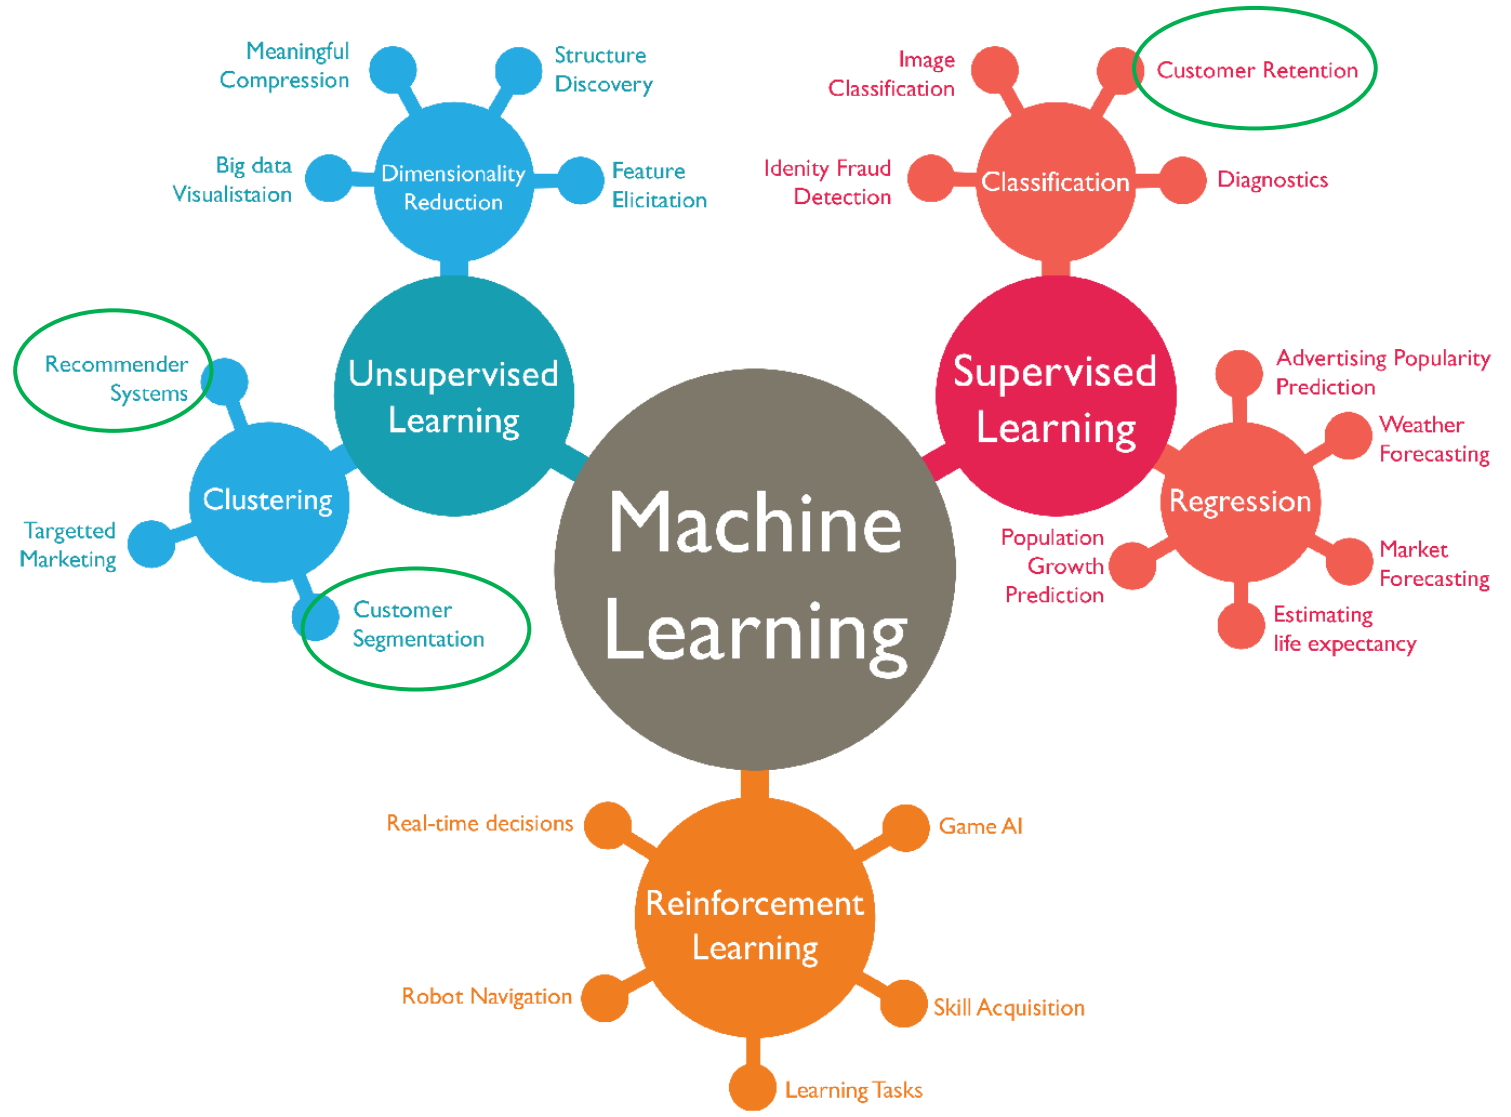 Meaningful
Compression
Structure
Discovery
Big data
Visualistaion
Dimensionality
Reduction
Feature
Elicitation
Image
Classification
Customer Retention
Idenity Fraud
Detection
Classification
Diagnostics
Recommender
Systems
Unsupervised
Learning
Supervised
Learning
Advertising Popularity
Prediction
Weather
Forecasting
Clustering
Regression
Targetted
Marketing
Customer
Segmentation
Machine
Learning
Population
Growth
Prediction
Market
Forecasting
Estimating
life expectancy
Real-time decisions
Game AI
Reinforcement
Learning
Robot Navigation
Skill Acquisition
Learning Tasks